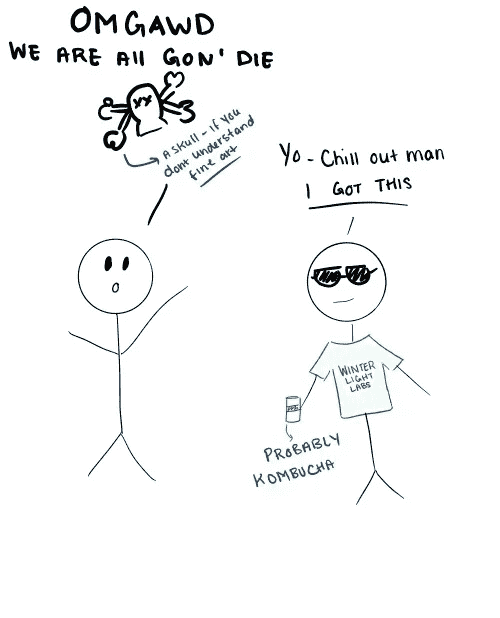 OMGAWD
WE ARE All GON' DIE
A skull - if you
dont understand
fine art
Yo - Chill out man
I GOT THIS
WINTER
LIGHT
LABS
PROBABLY
KOMBUCHA